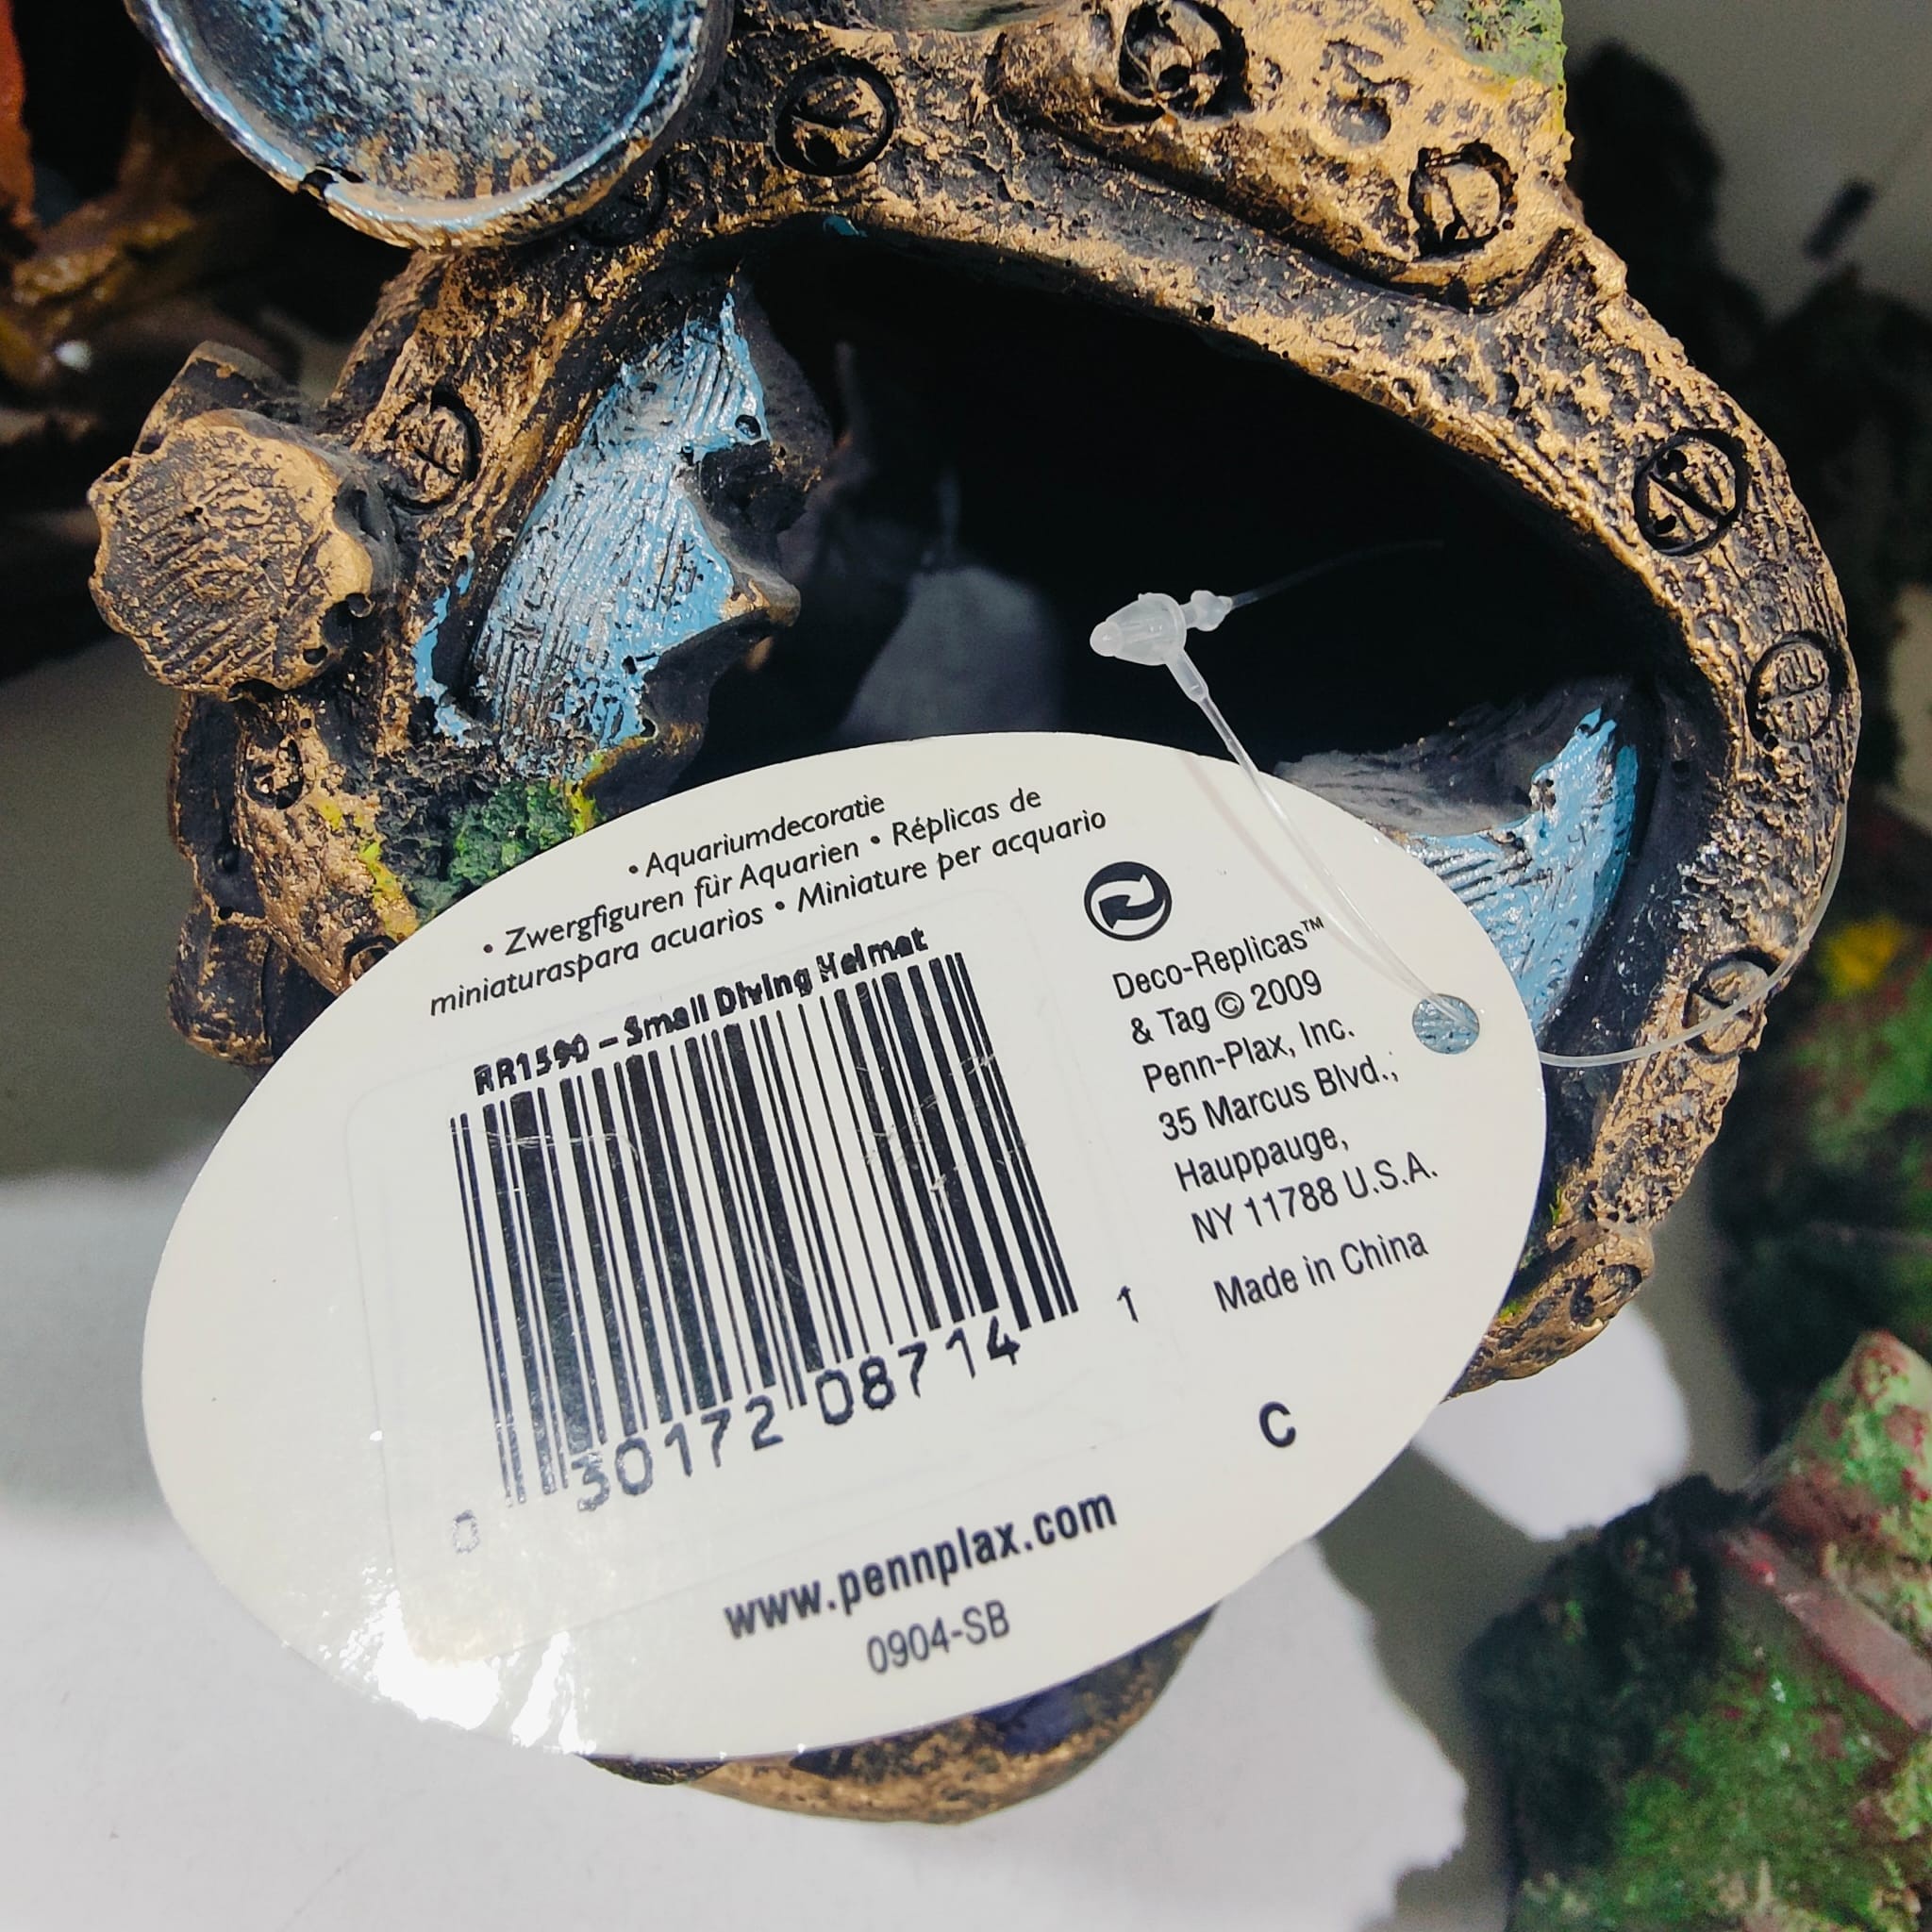 • Aquariumdecoratie
• Zwergfiguren für Aquarien • Réplicas de
miniaturaspara acuarios • Miniature per acquario
RR1590 – Small Diving Helmet
0 30172 08714 1
Deco-Replicas™
& Tag © 2009
Penn-Plax, Inc.
35 Marcus Blvd.,
Hauppauge,
NY 11788 U.S.A.
Made in China
C
www.pennplax.com
0904-SB